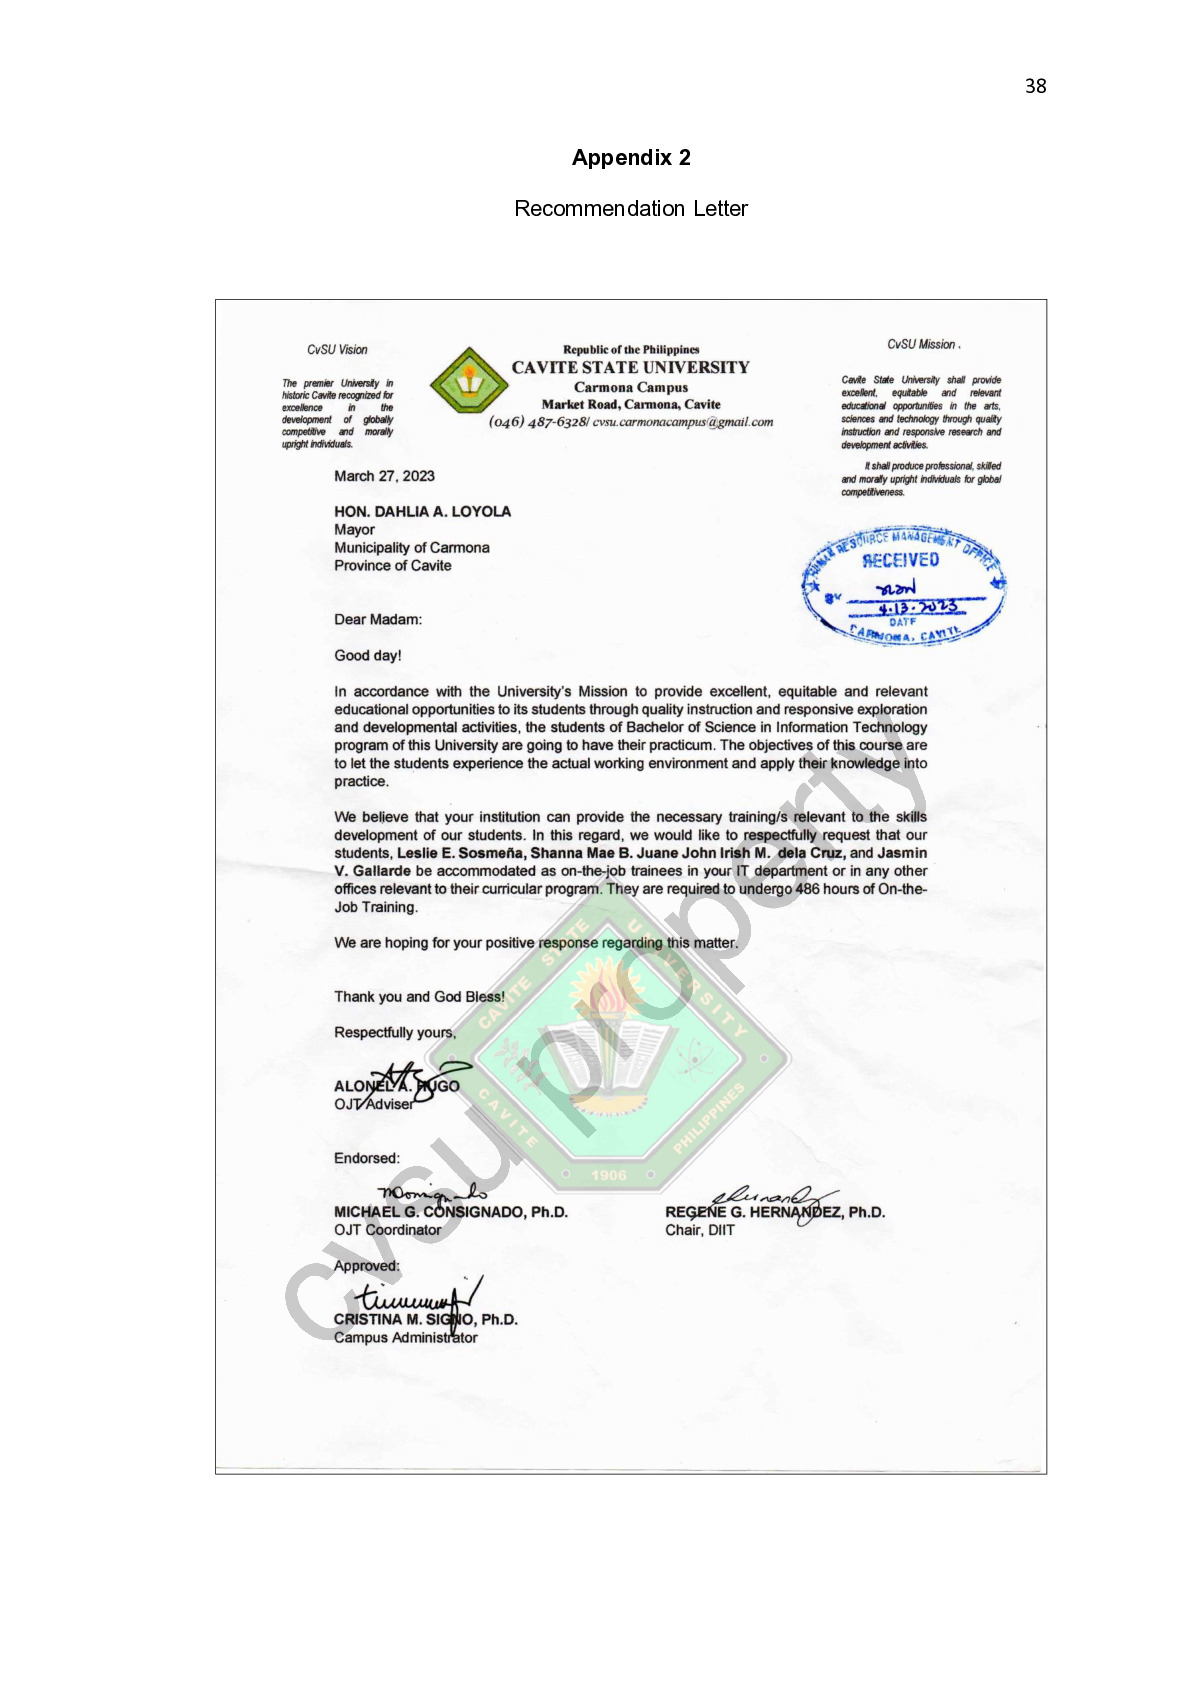 38
Appendix 2
Recommendation Letter
CvSU Vision
The premier University in
historic Cavite recognized for
excellence in the
development of globally
competitive and morally
upright individuals.
Republic of the Philippines
CAVITE STATE UNIVERSITY
Carmona Campus
Market Road, Carmona, Cavite
(046) 487-6328/ cvsu.carmonacampus@gmail.com
CvSU Mission .
Cavite State University shall provide
excellent, equitable and relevant
educational opportunities in the arts,
sciences and technology through quality
instruction and responsive research and
development activities.
It shall produce professional, skilled
and morally upright individuals for global
competitiveness.
March 27, 2023
HON. DAHLIA A. LOYOLA
Mayor
Municipality of Carmona
Province of Cavite
HUMAN RESOURCE MANAGEMENT OFFICE
RECEIVED
BY
4.13.2023
DATE
CARMONA, CAVITE
Dear Madam:
Good day!
In accordance with the University's Mission to provide excellent, equitable and relevant
educational opportunities to its students through quality instruction and responsive exploration
and developmental activities, the students of Bachelor of Science in Information Technology
program of this University are going to have their practicum. The objectives of this course are
to let the students experience the actual working environment and apply their knowledge into
practice.
We believe that your institution can provide the necessary training/s relevant to the skills
development of our students. In this regard, we would like to respectfully request that our
students, Leslie E. Sosmeña, Shanna Mae B. Juane John Irish M. dela Cruz, and Jasmin
V. Gallarde be accommodated as on-the-job trainees in your IT department or in any other
offices relevant to their curricular program. They are required to undergo 486 hours of On-the-
Job Training.
We are hoping for your positive response regarding this matter.
Thank you and God Bless!
Respectfully yours,
ALONEL A. HUGO
OJT Adviser
Endorsed:
MICHAEL G. CONSIGNADO, Ph.D.
OJT Coordinator
REGENE G. HERNANDEZ, Ph.D.
Chair, DIIT
Approved:
CRISTINA M. SIGNO, Ph.D.
Campus Administrator
cvsu property
CAVITE STATE UNIVERSITY
CAVITE
1906
PHILIPPINES